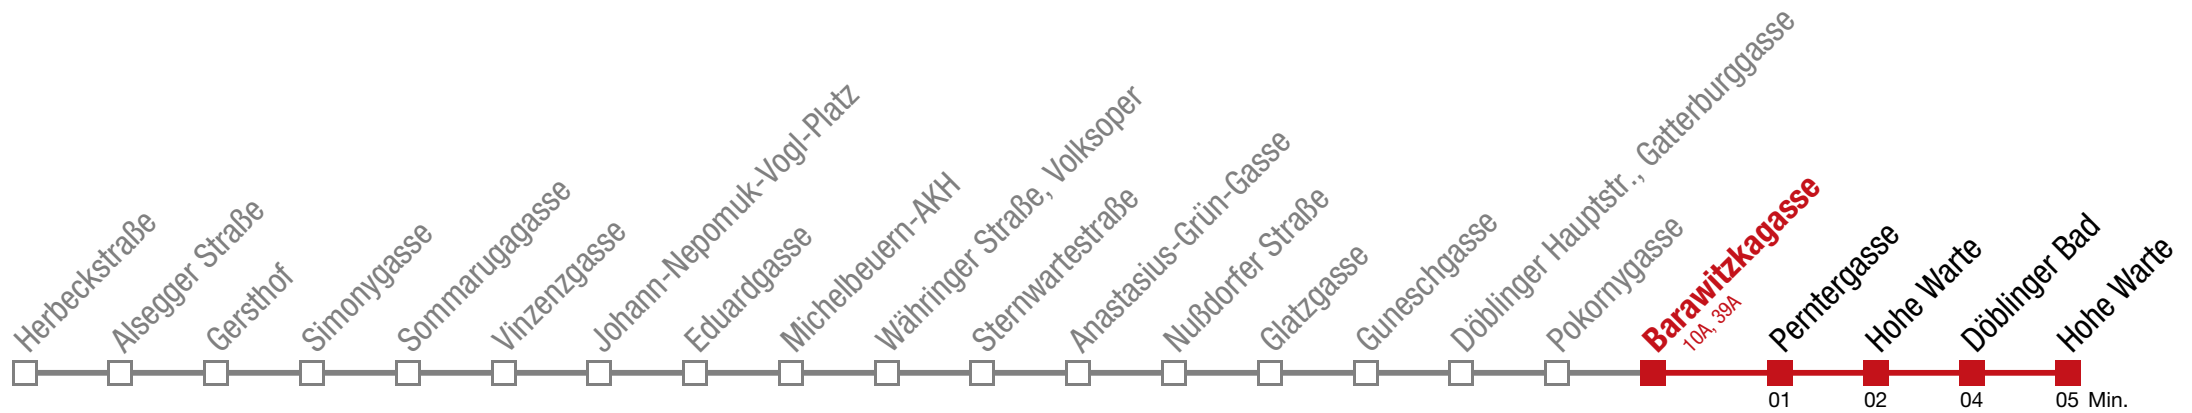 Herbeckstraße
Alsegger Straße
Gersthof
Simonygasse
Sommarugagasse
Vinzenzgasse
Johann-Nepomuk-Vogl-Platz
Eduardgasse
Michelbeuern-AKH
Währinger Straße, Volksoper
Sternwartestraße
Anastasius-Grün-Gasse
Nußdorfer Straße
Glatzgasse
Guneschgasse
Döblinger Hauptstr., Gatterburggasse
Pokornygasse
Barawitzkagasse
10A, 39A
Perntergasse
Hohe Warte
Döblinger Bad
Hohe Warte
01 02 04 05 Min.